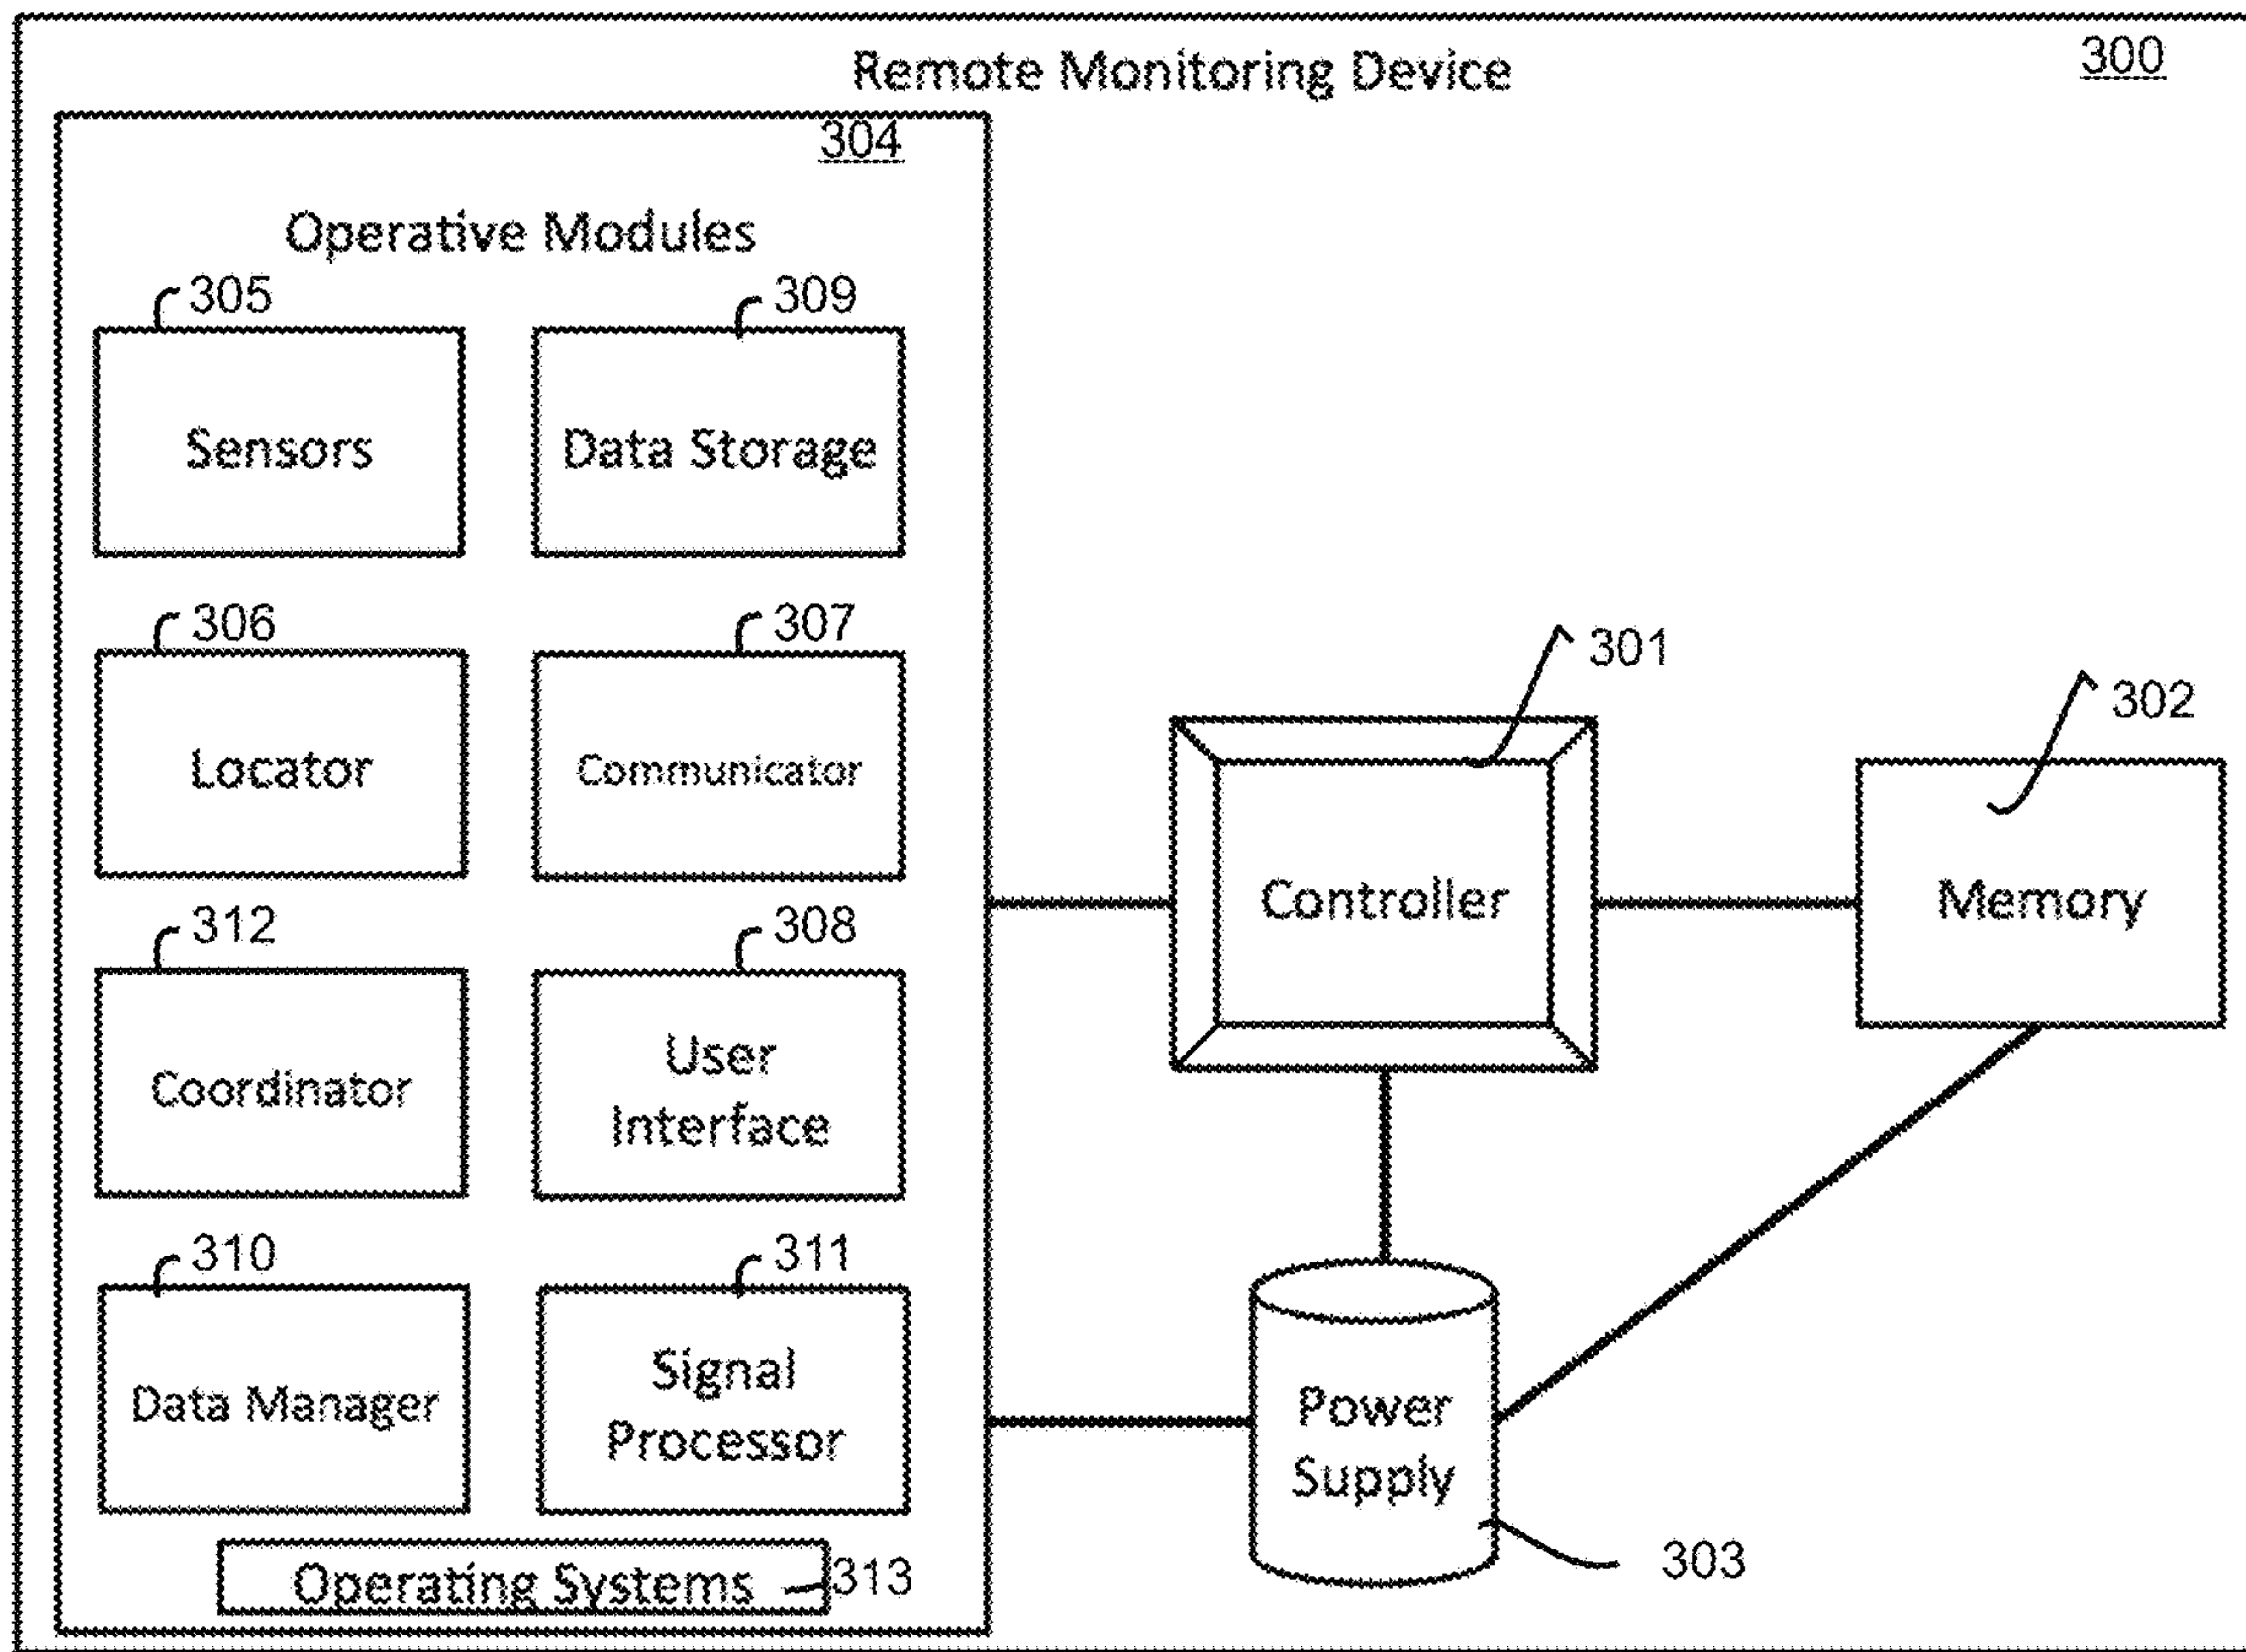 Remote Monitoring Device
300
304
Operative Modules
305
309
Sensors
Data Storage
306
307
Locator
Communicator
312
308
Coordinator
User
Interface
310
311
Data Manager
Signal
Processor
Operating Systems
313
301
Controller
302
Memory
Power
Supply
303